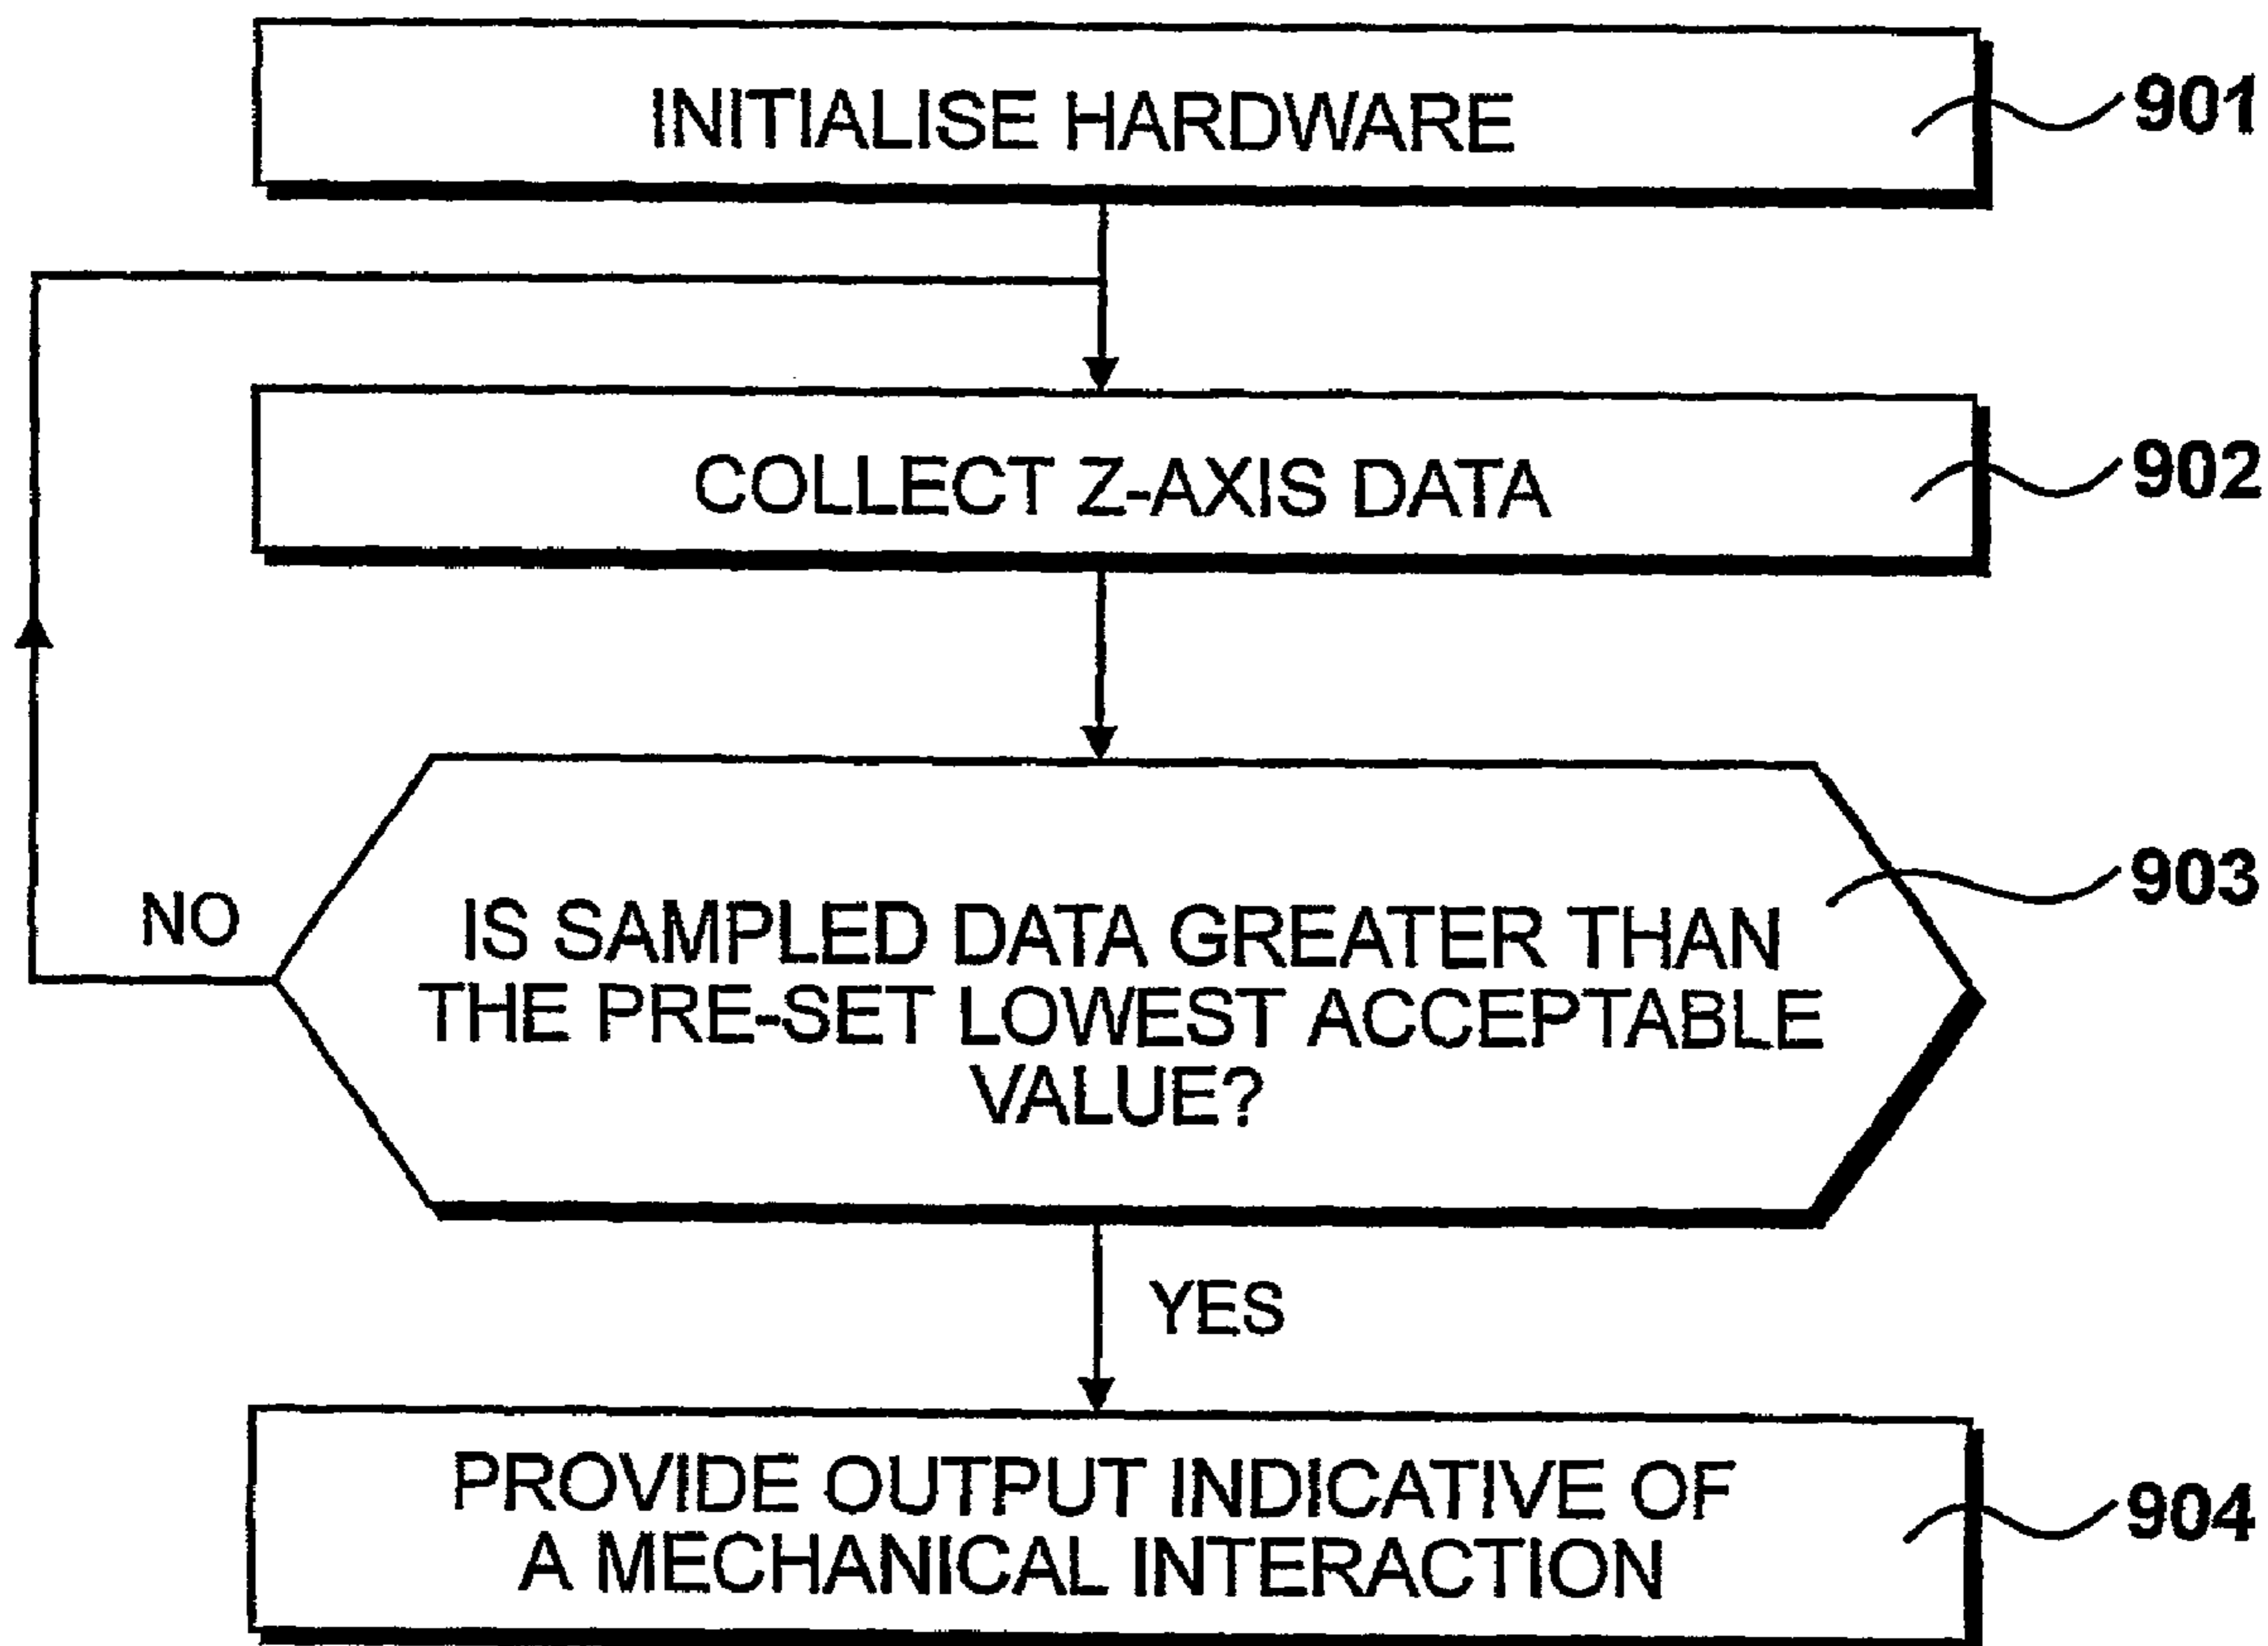 INITIALISE HARDWARE
901
COLLECT Z-AXIS DATA
902
903
NO
IS SAMPLED DATA GREATER THAN
THE PRE-SET LOWEST ACCEPTABLE
VALUE?
YES
PROVIDE OUTPUT INDICATIVE OF
A MECHANICAL INTERACTION
904